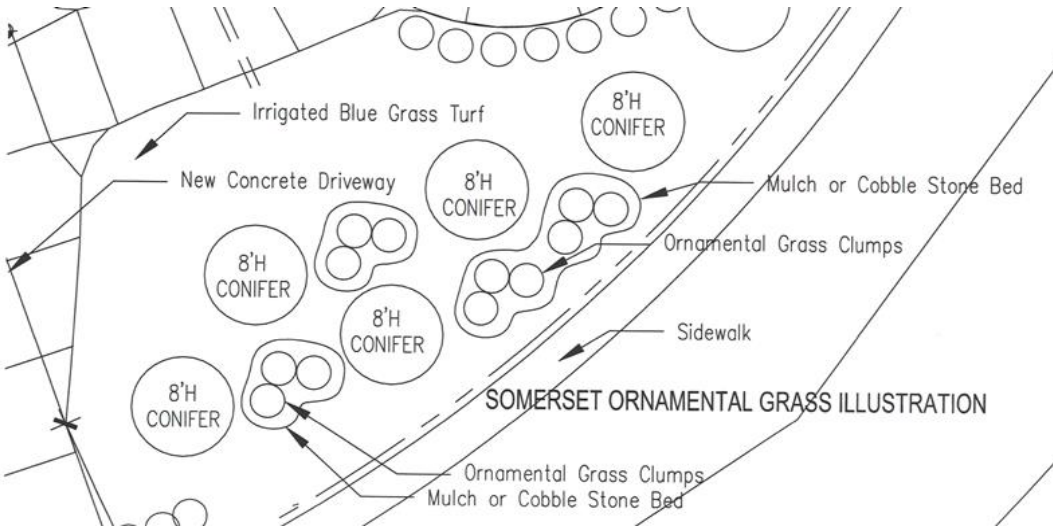 8'H
CONIFER
Irrigated Blue Grass Turf
8'H
CONIFER
New Concrete Driveway
Mulch or Cobble Stone Bed
Ornamental Grass Clumps
8'H
CONIFER
8'H
CONIFER
Sidewalk
8'H
CONIFER
SOMERSET ORNAMENTAL GRASS ILLUSTRATION
Ornamental Grass Clumps
Mulch or Cobble Stone Bed